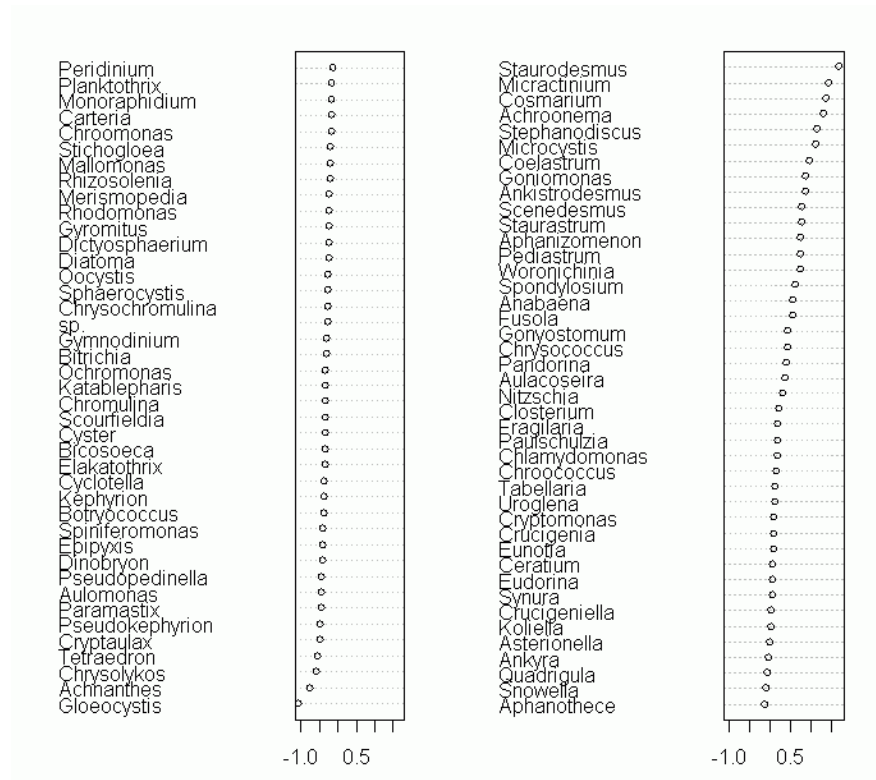 Peridinium
Planktothrix
Monoraphidium
Carteria
Chroomonas
Stichogloea
Mallomonas
Rhizosolenia
Merismopedia
Rhodomonas
Gyromitus
Dictyosphaerium
Diatoma
Oocystis
Sphaerocystis
Chrysochromulina
sp.
Gymnodinium
Bitrichia
Ochromonas
Katablepharis
Chromulina
Scourfieldia
Cyster
Bicosoeca
Elakatothrix
Cyclotella
Kephyrion
Botryococcus
Spiniferomonas
Epipyxis
Dinobryon
Pseudopedinella
Aulomonas
Paramastix
Pseudokephyrion
Cryptaulax
Tetraedron
Chrysolykos
Achnanthes
Gloeocystis
-1.0 0.5
Staurodesmus
Micractinium
Cosmarium
Achroonema
Stephanodiscus
Microcystis
Coelastrum
Goniomonas
Ankistrodesmus
Scenedesmus
Staurastrum
Aphanizomenon
Pediastrum
Woronichinia
Spondylosium
Anabaena
Fusola
Gonyostomum
Chrysococcus
Pandorina
Aulacoseira
Nitzschia
Closterium
Fragilaria
Paulschulzia
Chlamydomonas
Chroococcus
Tabellaria
Uroglena
Cryptomonas
Crucigenia
Eunotia
Ceratium
Eudorina
Synura
Crucigeniella
Koliella
Asterionella
Ankyra
Quadrigula
Snowella
Aphanothece
-1.0 0.5